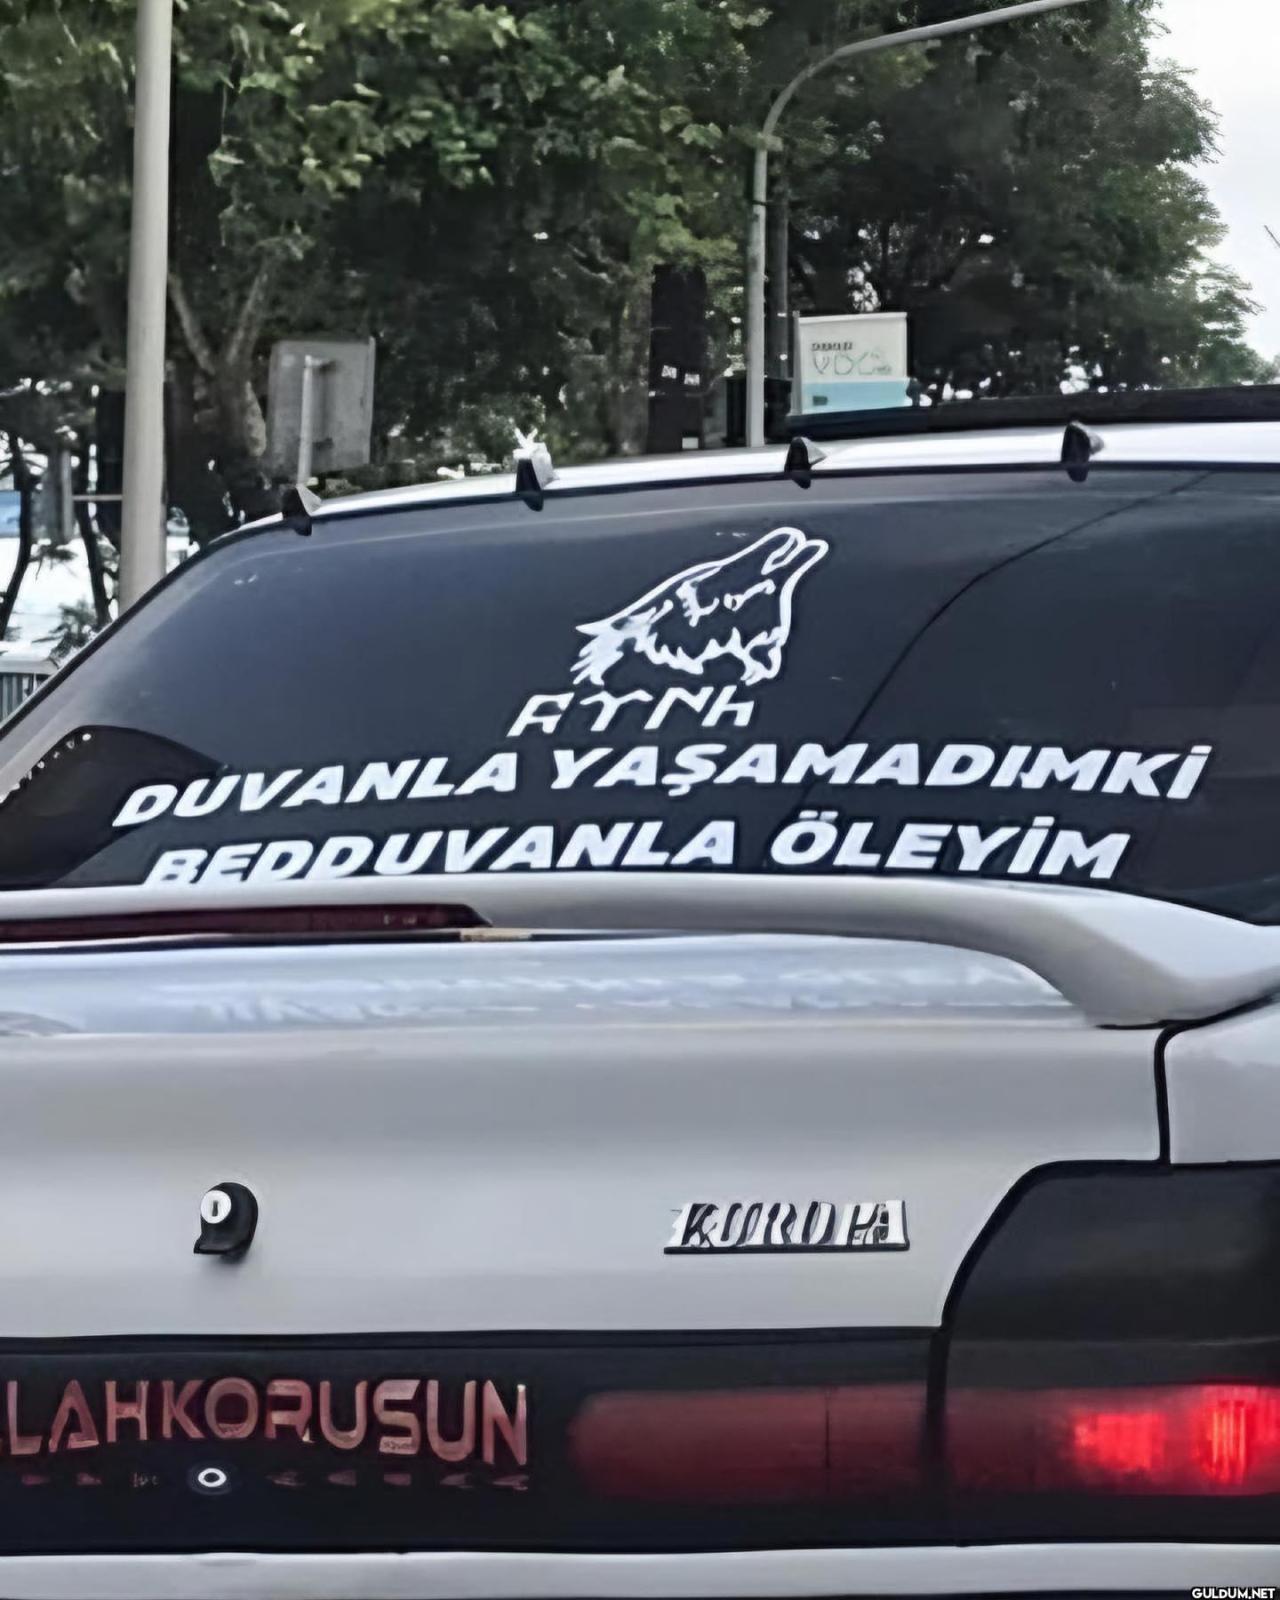 DUVANLA YAŞAMADIMKİ
BEDDUVANLA ÖLEYİM
LAHKORUSUN
GULDUM.NET